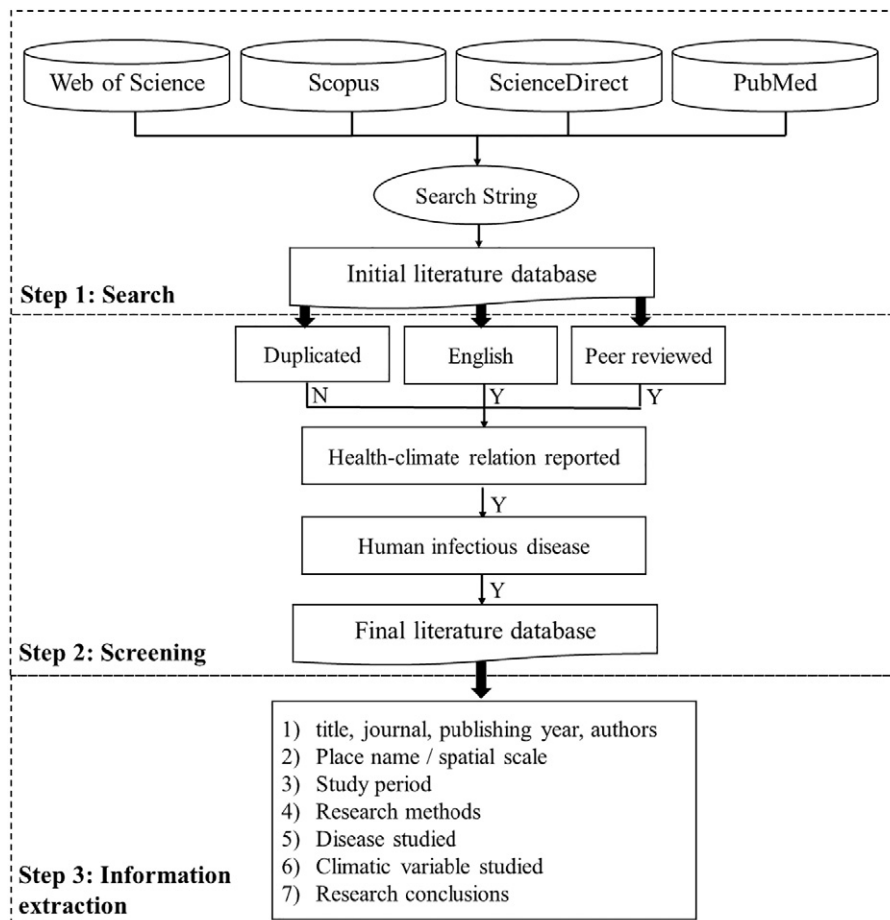 Web of Science
Scopus
ScienceDirect
PubMed
Search String
Initial literature database
Step 1: Search
Duplicated
English
Peer reviewed
N
Y
Y
Health-climate relation reported
Y
Human infectious disease
Y
Final literature database
Step 2: Screening
1) title, journal, publishing year, authors
2) Place name / spatial scale
3) Study period
4) Research methods
5) Disease studied
6) Climatic variable studied
7) Research conclusions
Step 3: Information
extraction